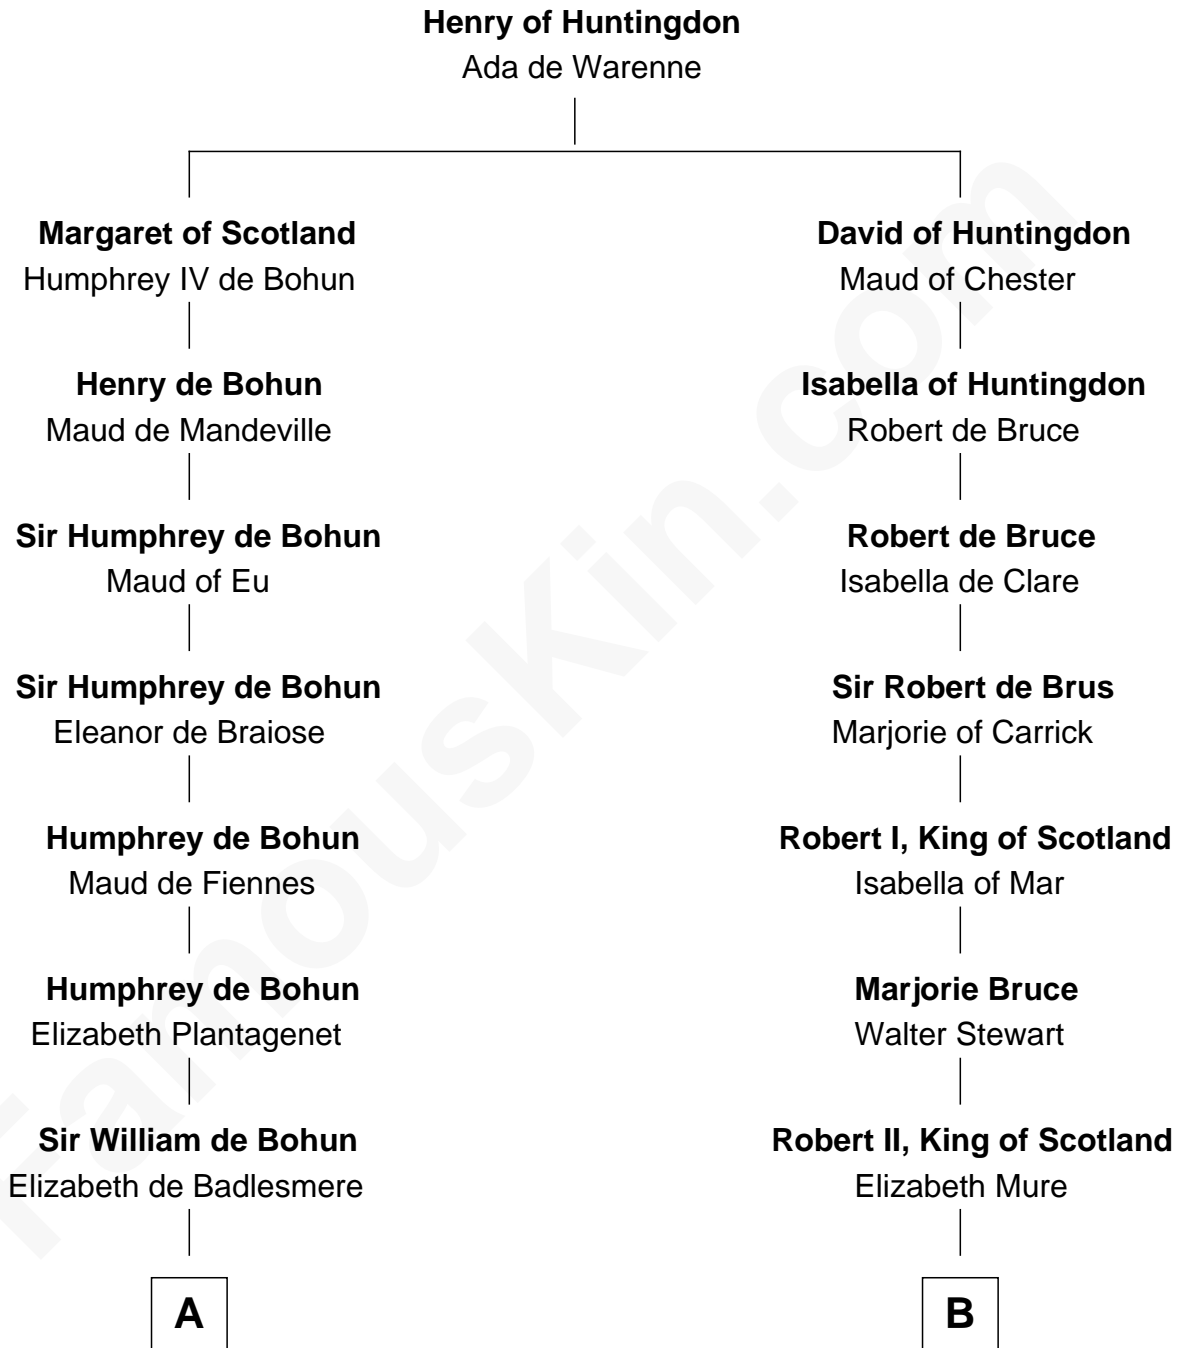 Henry of Huntingdon
Ada de Warenne
Margaret of Scotland
Humphrey IV de Bohun
Henry de Bohun
Maud de Mandeville
Sir Humphrey de Bohun
Maud of Eu
Sir Humphrey de Bohun
Eleanor de Braiose
Humphrey de Bohun
Maud de Fiennes
Humphrey de Bohun
Elizabeth Plantagenet
Sir William de Bohun
Elizabeth de Badlesmere
A
David of Huntingdon
Maud of Chester
Isabella of Huntingdon
Robert de Bruce
Robert de Bruce
Isabella de Clare
Sir Robert de Brus
Marjorie of Carrick
Robert I, King of Scotland
Isabella of Mar
Marjorie Bruce
Walter Stewart
Robert II, King of Scotland
Elizabeth Mure
B
FamousKin.com